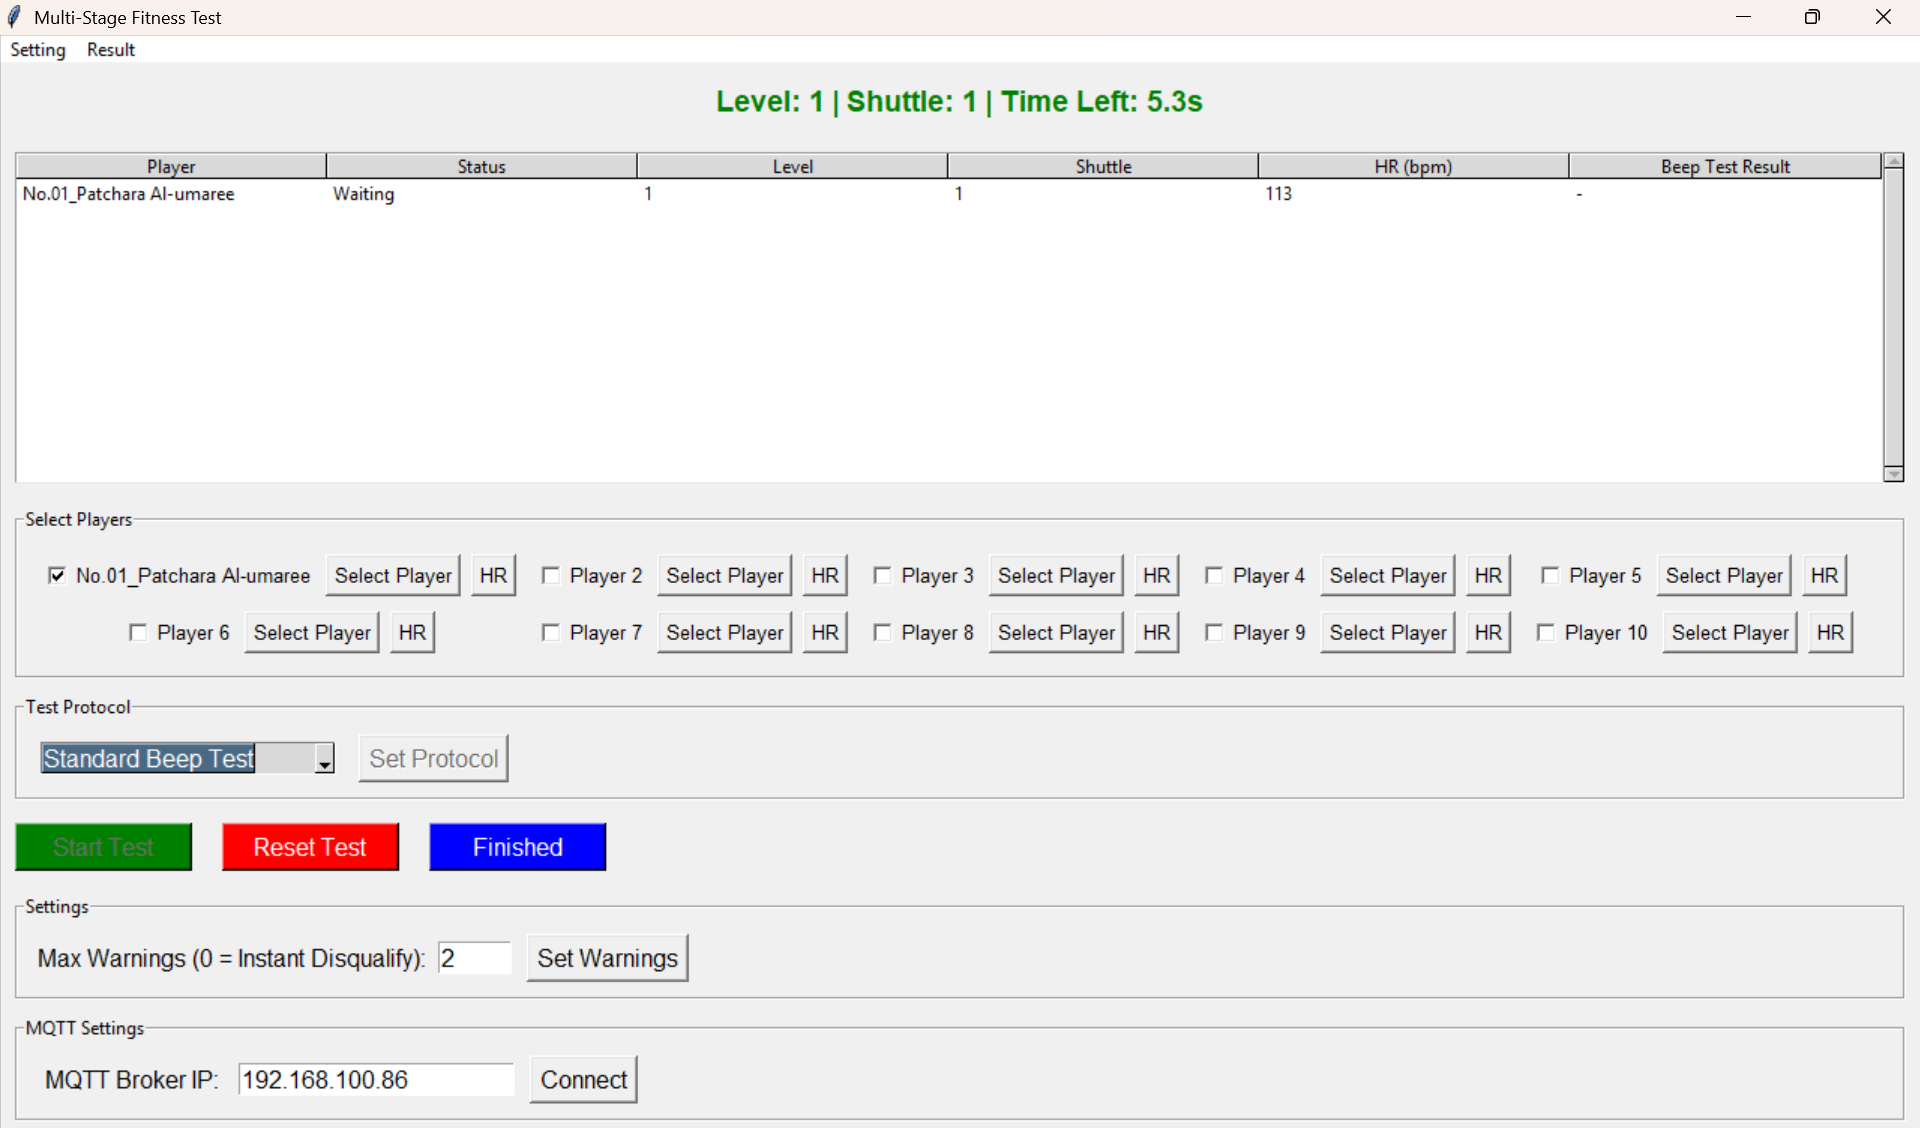 Multi-Stage Fitness Test
Setting Result
Level: 1 | Shuttle: 1 | Time Left: 5.3s
Player Status Level Shuttle HR (bpm) Beep Test Result
No.01_Patchara Al-umaree Waiting 1 1 113 -
Select Players
No.01_Patchara Al-umaree Select Player HR Player 2 Select Player HR Player 3 Select Player HR Player 4 Select Player HR Player 5 Select Player HR
Player 6 Select Player HR Player 7 Select Player HR Player 8 Select Player HR Player 9 Select Player HR Player 10 Select Player HR
Test Protocol
Standard Beep Test Set Protocol
Start Test Reset Test Finished
Settings
Max Warnings (0 = Instant Disqualify): 2 Set Warnings
MQTT Settings
MQTT Broker IP: 192.168.100.86 Connect